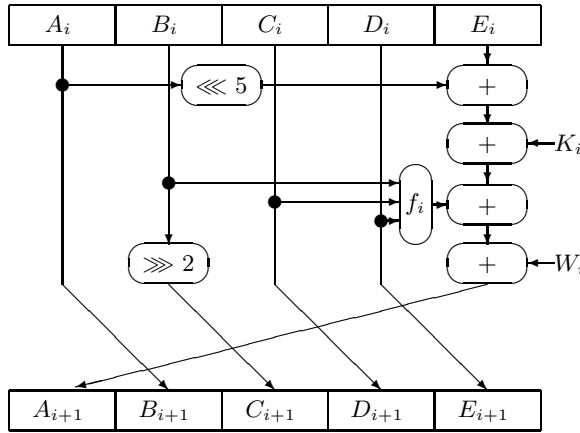 A_i B_i C_i D_i E_i
⋘ 5 +
+ K_i
f_i +
⋙ 2 + W_i
A_{i+1} B_{i+1} C_{i+1} D_{i+1} E_{i+1}